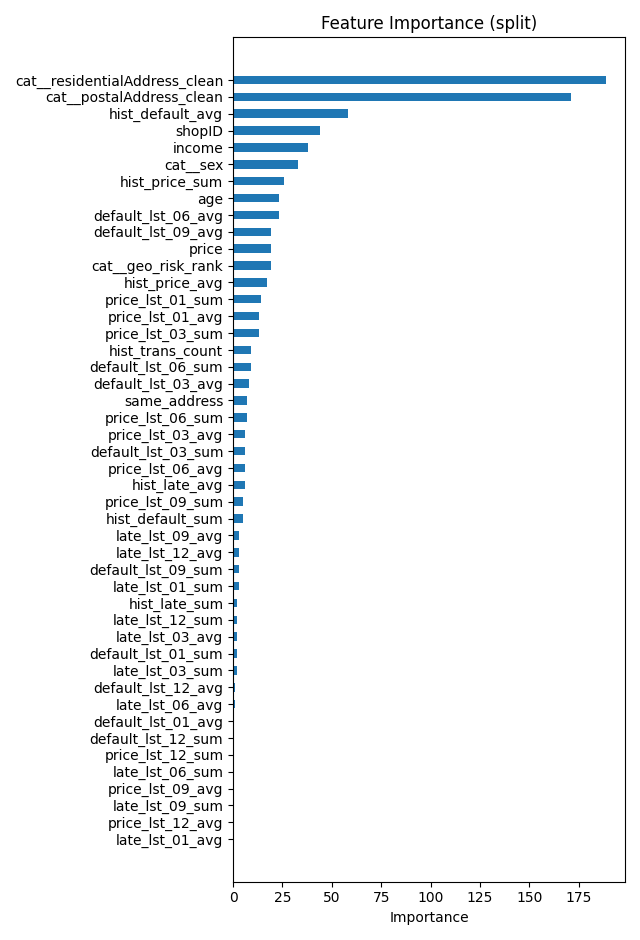 Feature Importance (split)
cat__residentialAddress_clean
cat__postalAddress_clean
hist_default_avg
shopID
income
cat__sex
hist_price_sum
age
default_lst_06_avg
default_lst_09_avg
price
cat__geo_risk_rank
hist_price_avg
price_lst_01_sum
price_lst_01_avg
price_lst_03_sum
hist_trans_count
default_lst_06_sum
default_lst_03_avg
same_address
price_lst_06_sum
price_lst_03_avg
default_lst_03_sum
price_lst_06_avg
hist_late_avg
price_lst_09_sum
hist_default_sum
late_lst_09_avg
late_lst_12_avg
default_lst_09_sum
late_lst_01_sum
hist_late_sum
late_lst_12_sum
late_lst_03_avg
default_lst_01_sum
late_lst_03_sum
default_lst_12_avg
late_lst_06_avg
default_lst_01_avg
default_lst_12_sum
price_lst_12_sum
late_lst_06_sum
price_lst_09_avg
late_lst_09_sum
price_lst_12_avg
late_lst_01_avg
0 25 50 75 100 125 150 175
Importance